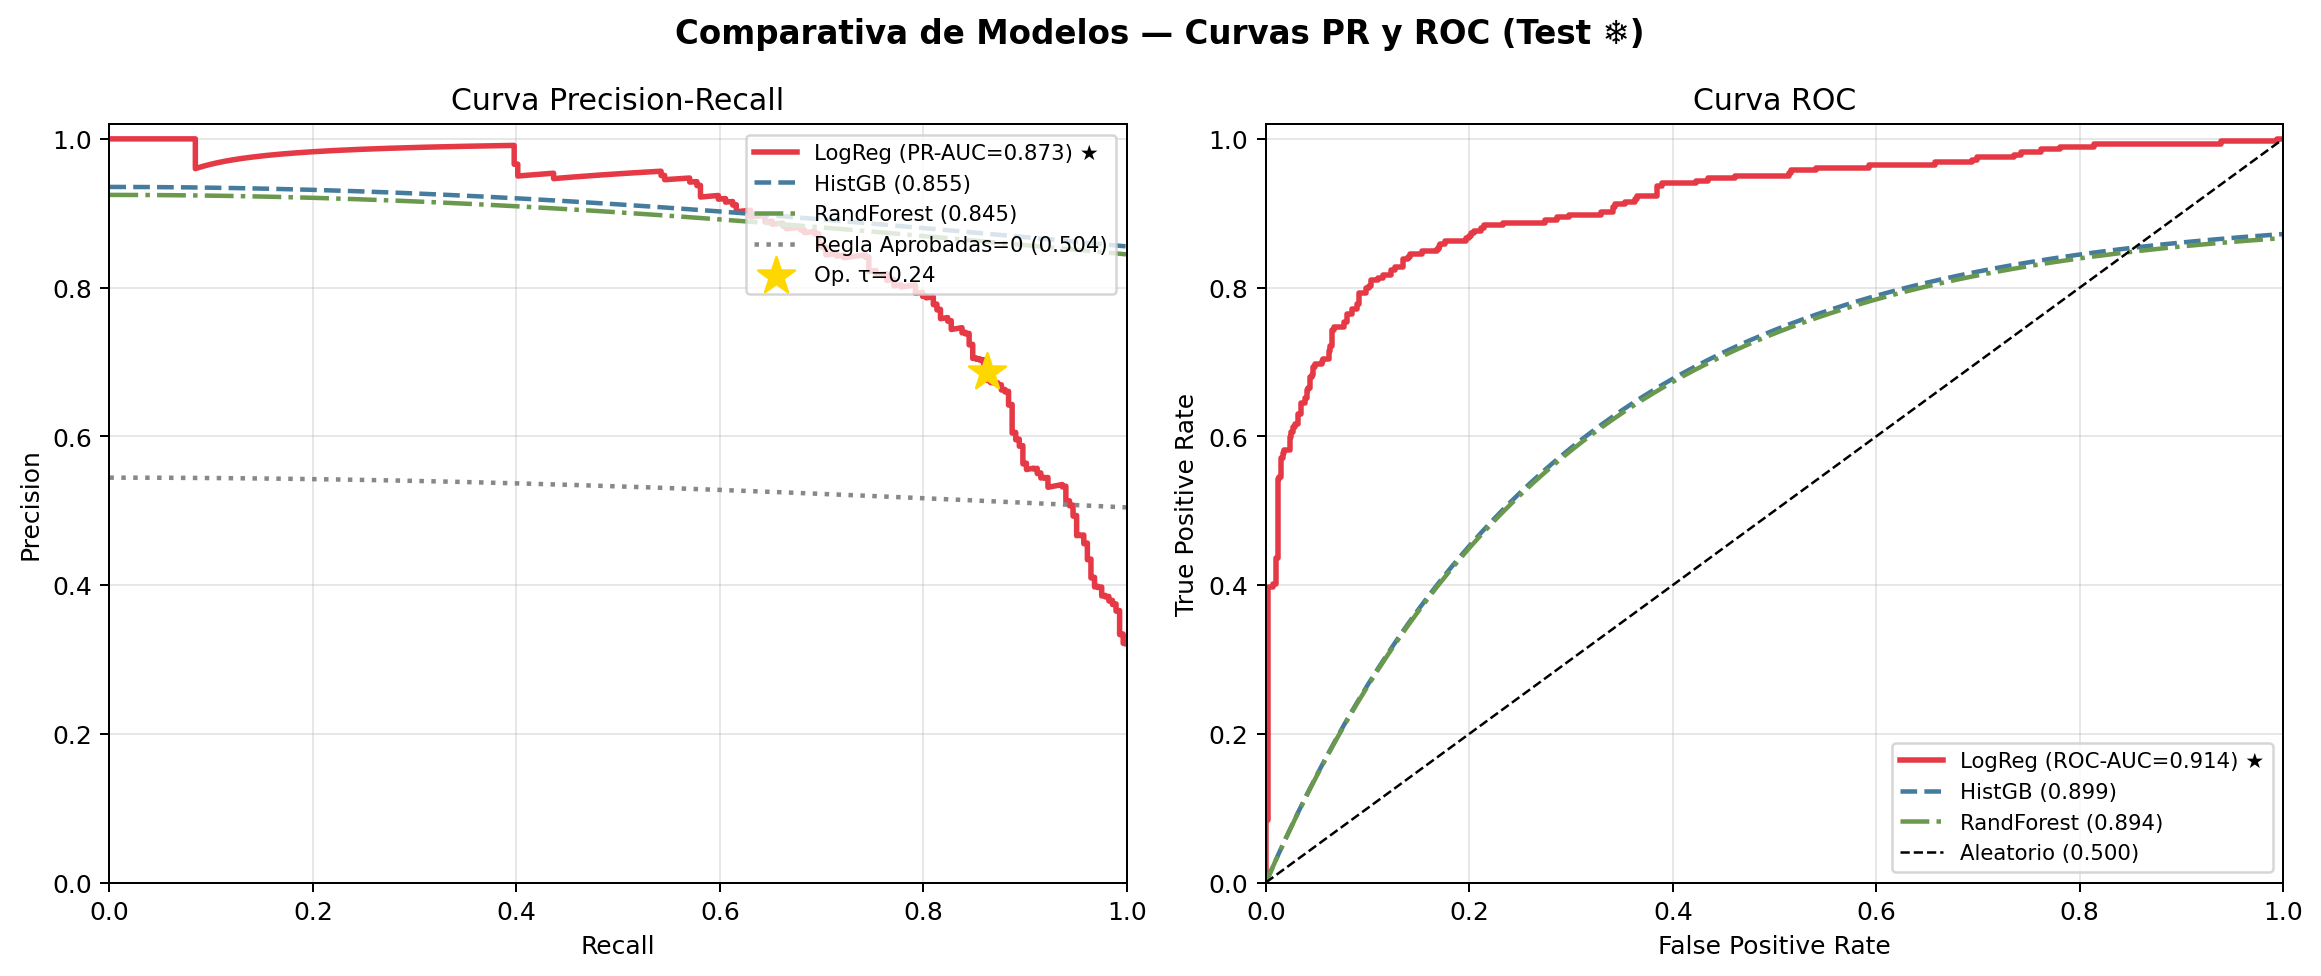 Comparativa de Modelos — Curvas PR y ROC (Test ❄)
Curva Precision-Recall
1.0
0.8
0.6
0.4
0.2
0.0
Precision
0.0 0.2 0.4 0.6 0.8 1.0
Recall
LogReg (PR-AUC=0.873) ★
HistGB (0.855)
RandForest (0.845)
Regla Aprobadas=0 (0.504)
Op. τ=0.24
Curva ROC
1.0
0.8
0.6
0.4
0.2
0.0
True Positive Rate
0.0 0.2 0.4 0.6 0.8 1.0
False Positive Rate
LogReg (ROC-AUC=0.914) ★
HistGB (0.899)
RandForest (0.894)
Aleatorio (0.500)